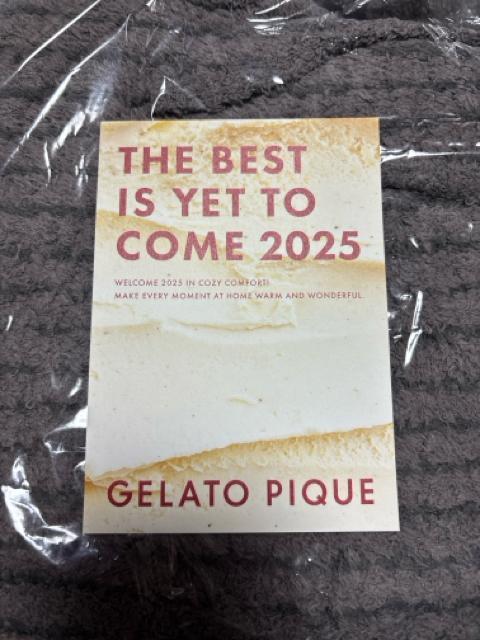 THE BEST
IS YET TO
COME 2025
WELCOME 2025 IN COZY COMFORT!
MAKE EVERY MOMENT AT HOME WARM AND WONDERFUL.
GELATO PIQUE